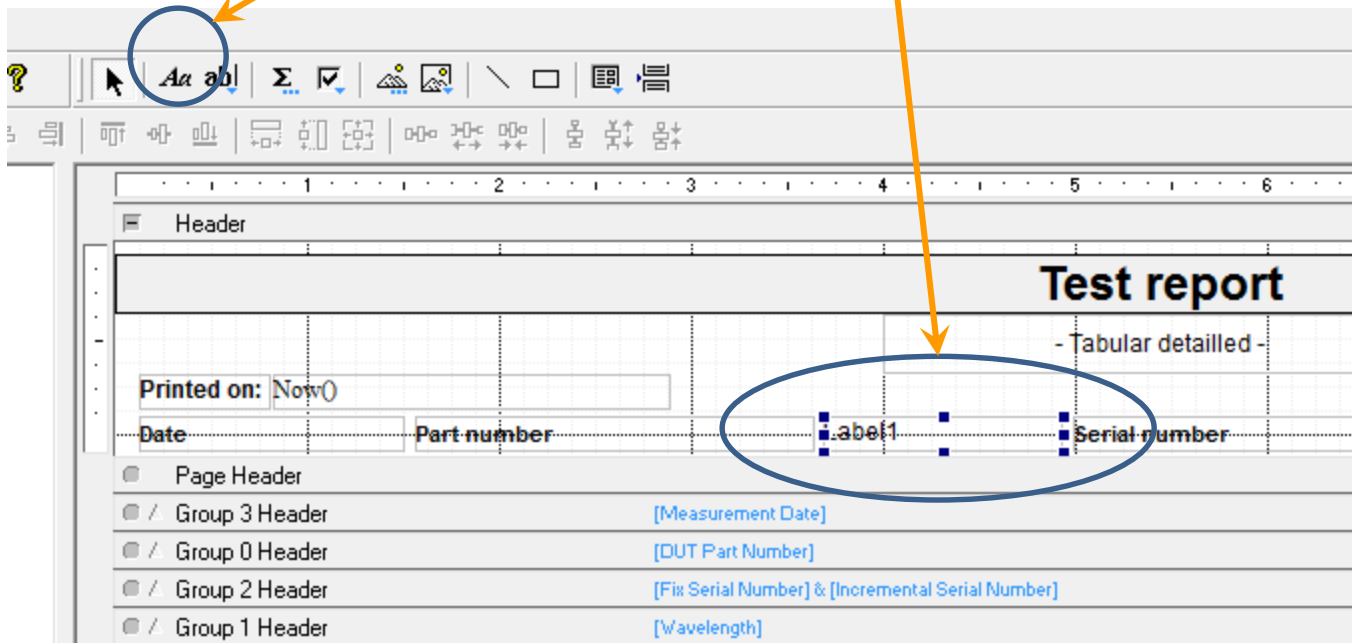 Aa ab
1 2 3 4 5 6
Header
Test report
- Tabular detailled -
Printed on: Now()
Date Part number Label1 Serial number
Page Header
Group 3 Header [Measurement Date]
Group 0 Header [DUT Part Number]
Group 2 Header [Fix Serial Number] & [Incremental Serial Number]
Group 1 Header [Wavelength]